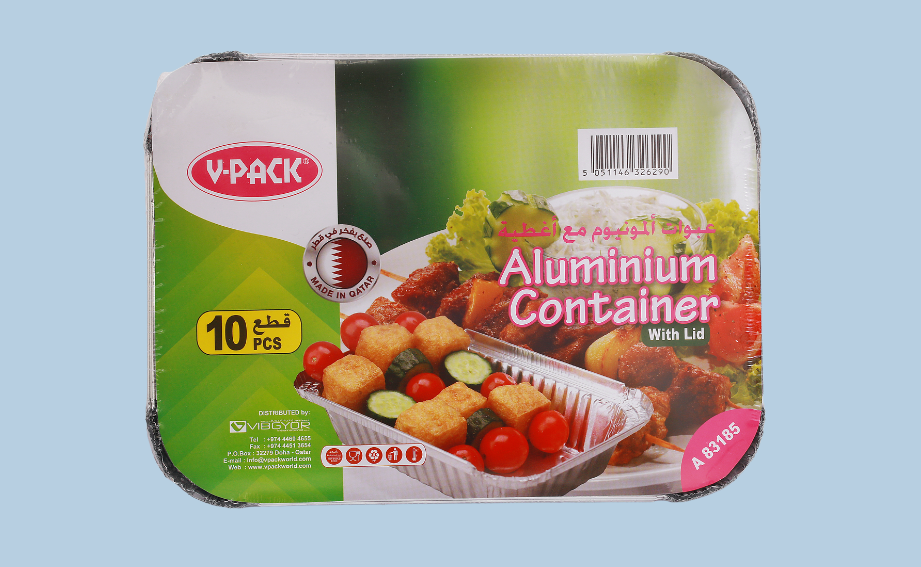 V-PACK®
5 051146 326290
عبوات ألمونيوم مع أغطية
Aluminium
Container
With Lid
صنع بفخر في قطر
MADE IN QATAR
10 قطع
PCS
DISTRIBUTED by:
VIBGYOR
Tel : +974 4462 4655
Fax : +974 4451 3654
P.O.Box : 32279 Doha - Qatar
E-mail : info@vpackworld.com
Web : www.vpackworld.com
A 83185